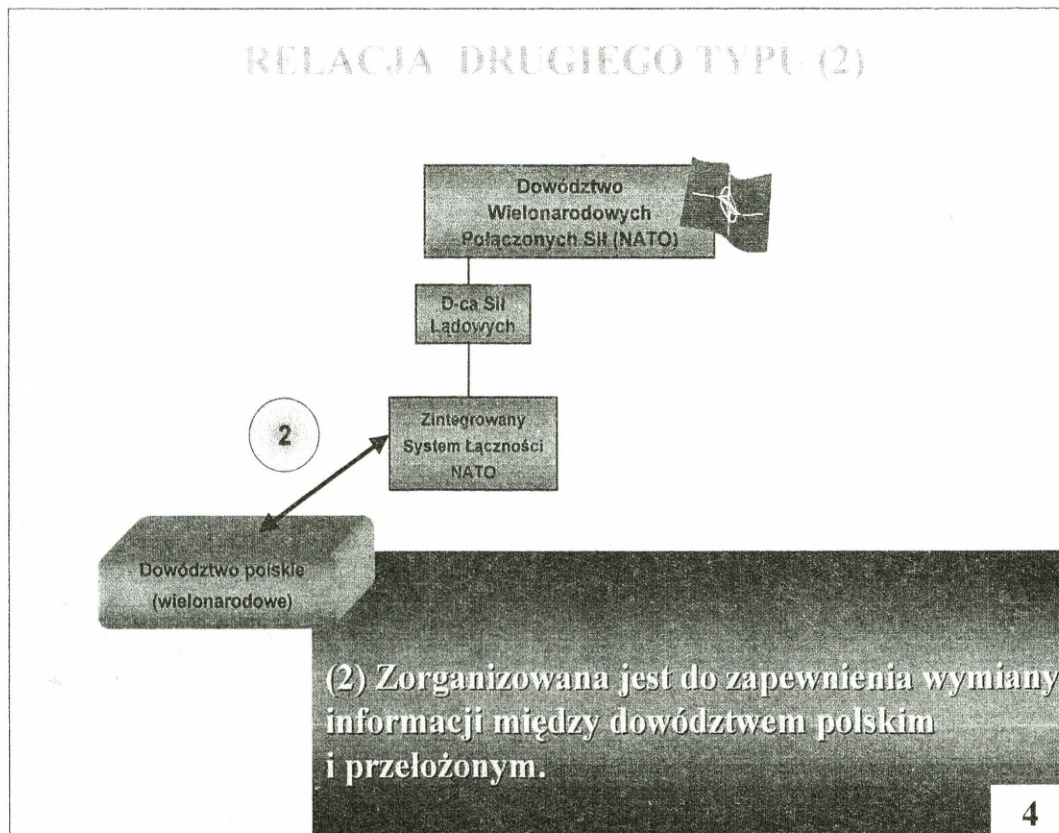 RELACJA DRUGIEGO TYPU (2)
Dowództwo
Wielonarodowych
Połączonych Sił (NATO)
D-ca Sił
Lądowych
Zintegrowany
System Łączności
NATO
2
Dowództwo polskie
(wielonarodowe)
(2) Zorganizowana jest do zapewnienia wymiany
informacji między dowództwem polskim
i przełożonym.
4